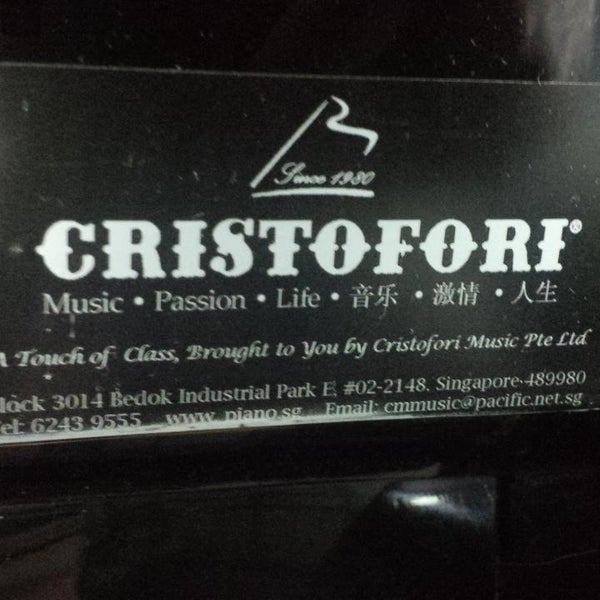 Since 1980
CRISTOFORI®
Music • Passion • Life • 音乐 • 激情 • 人生
A Touch of Class, Brought to You by Cristofori Music Pte Ltd
Block 3014 Bedok Industrial Park E #02-2148. Singapore 489980
Tel: 6243 9555 www.piano.sg Email: cmmusic@pacific.net.sg